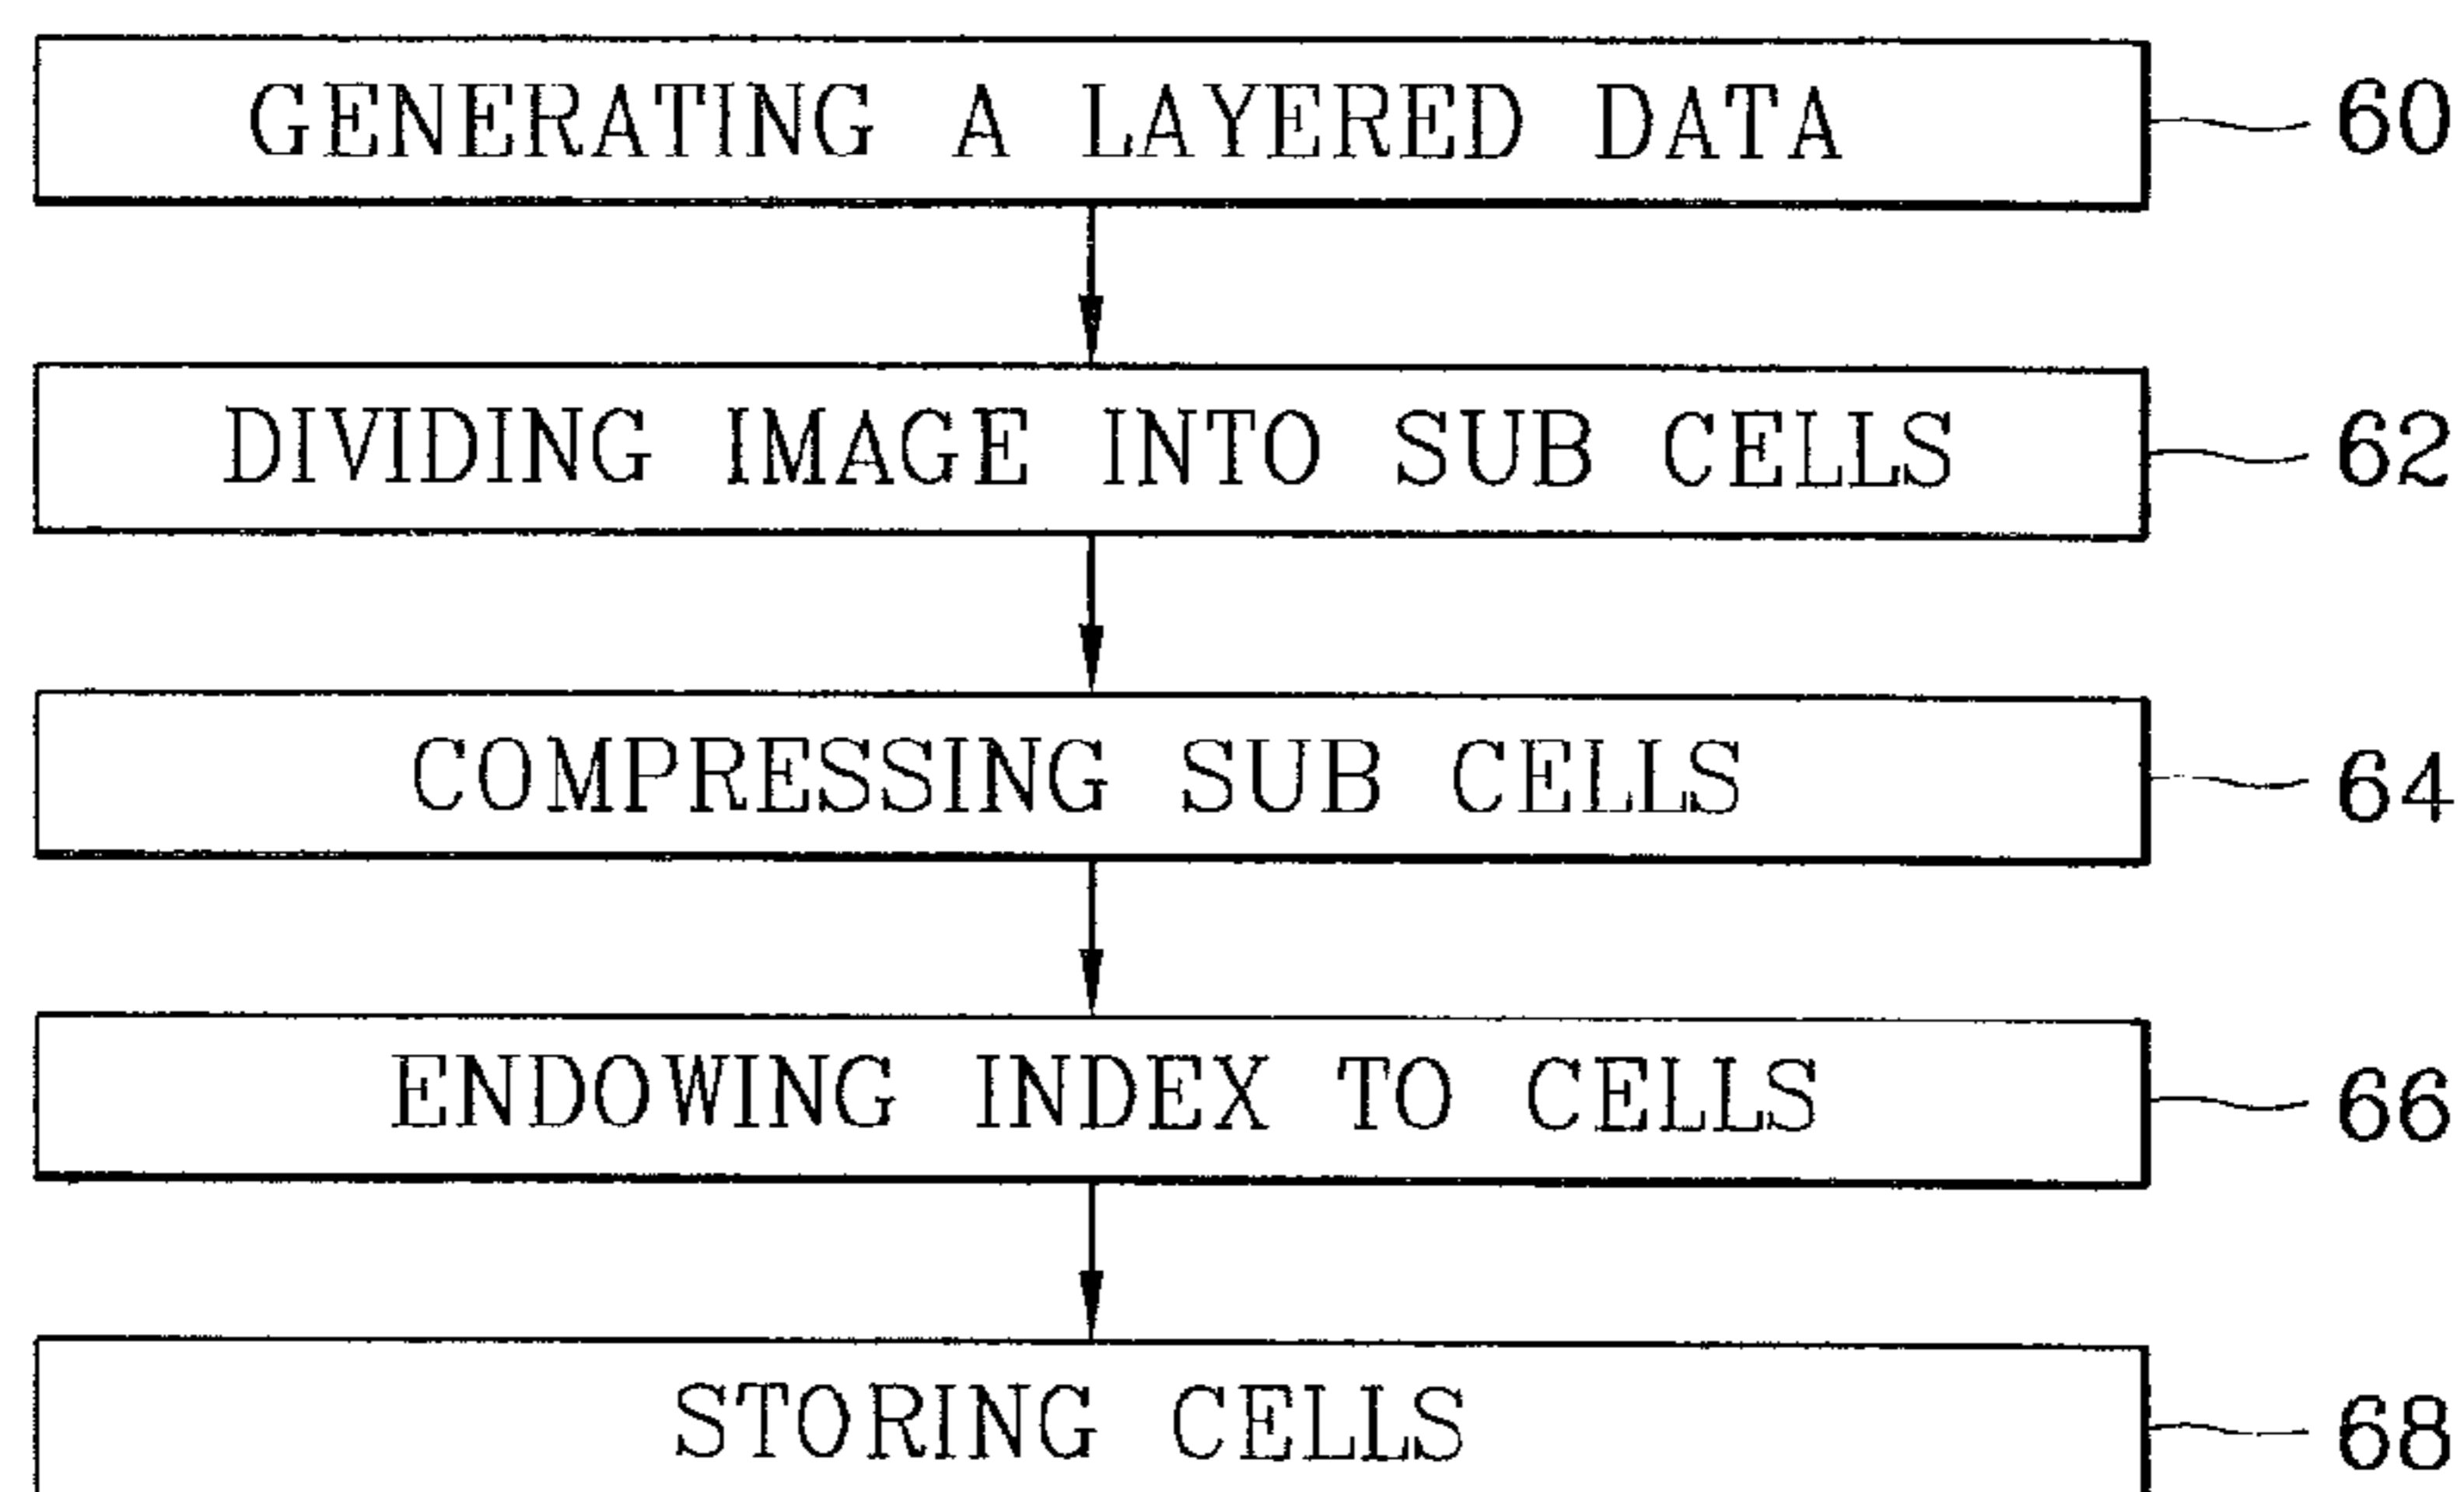 GENERATING A LAYERED DATA 60
DIVIDING IMAGE INTO SUB CELLS 62
COMPRESSING SUB CELLS 64
ENDOWING INDEX TO CELLS 66
STORING CELLS 68